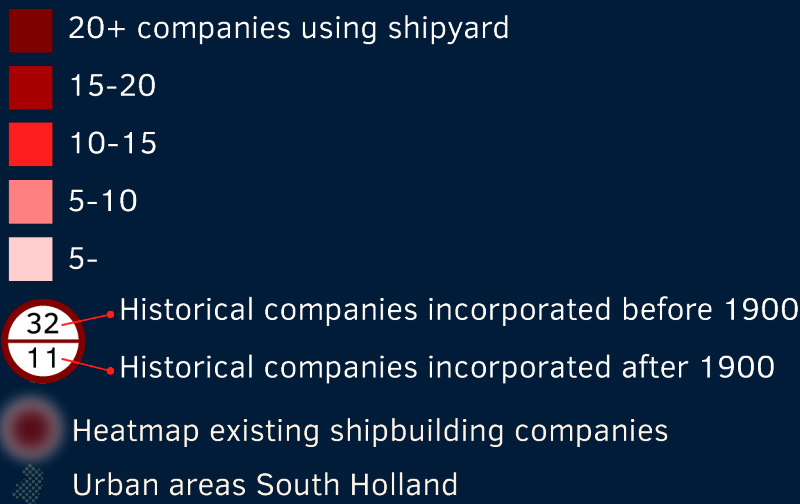 20+ companies using shipyard
15-20
10-15
5-10
5-
32
Historical companies incorporated before 1900
11
Historical companies incorporated after 1900
Heatmap existing shipbuilding companies
Urban areas South Holland